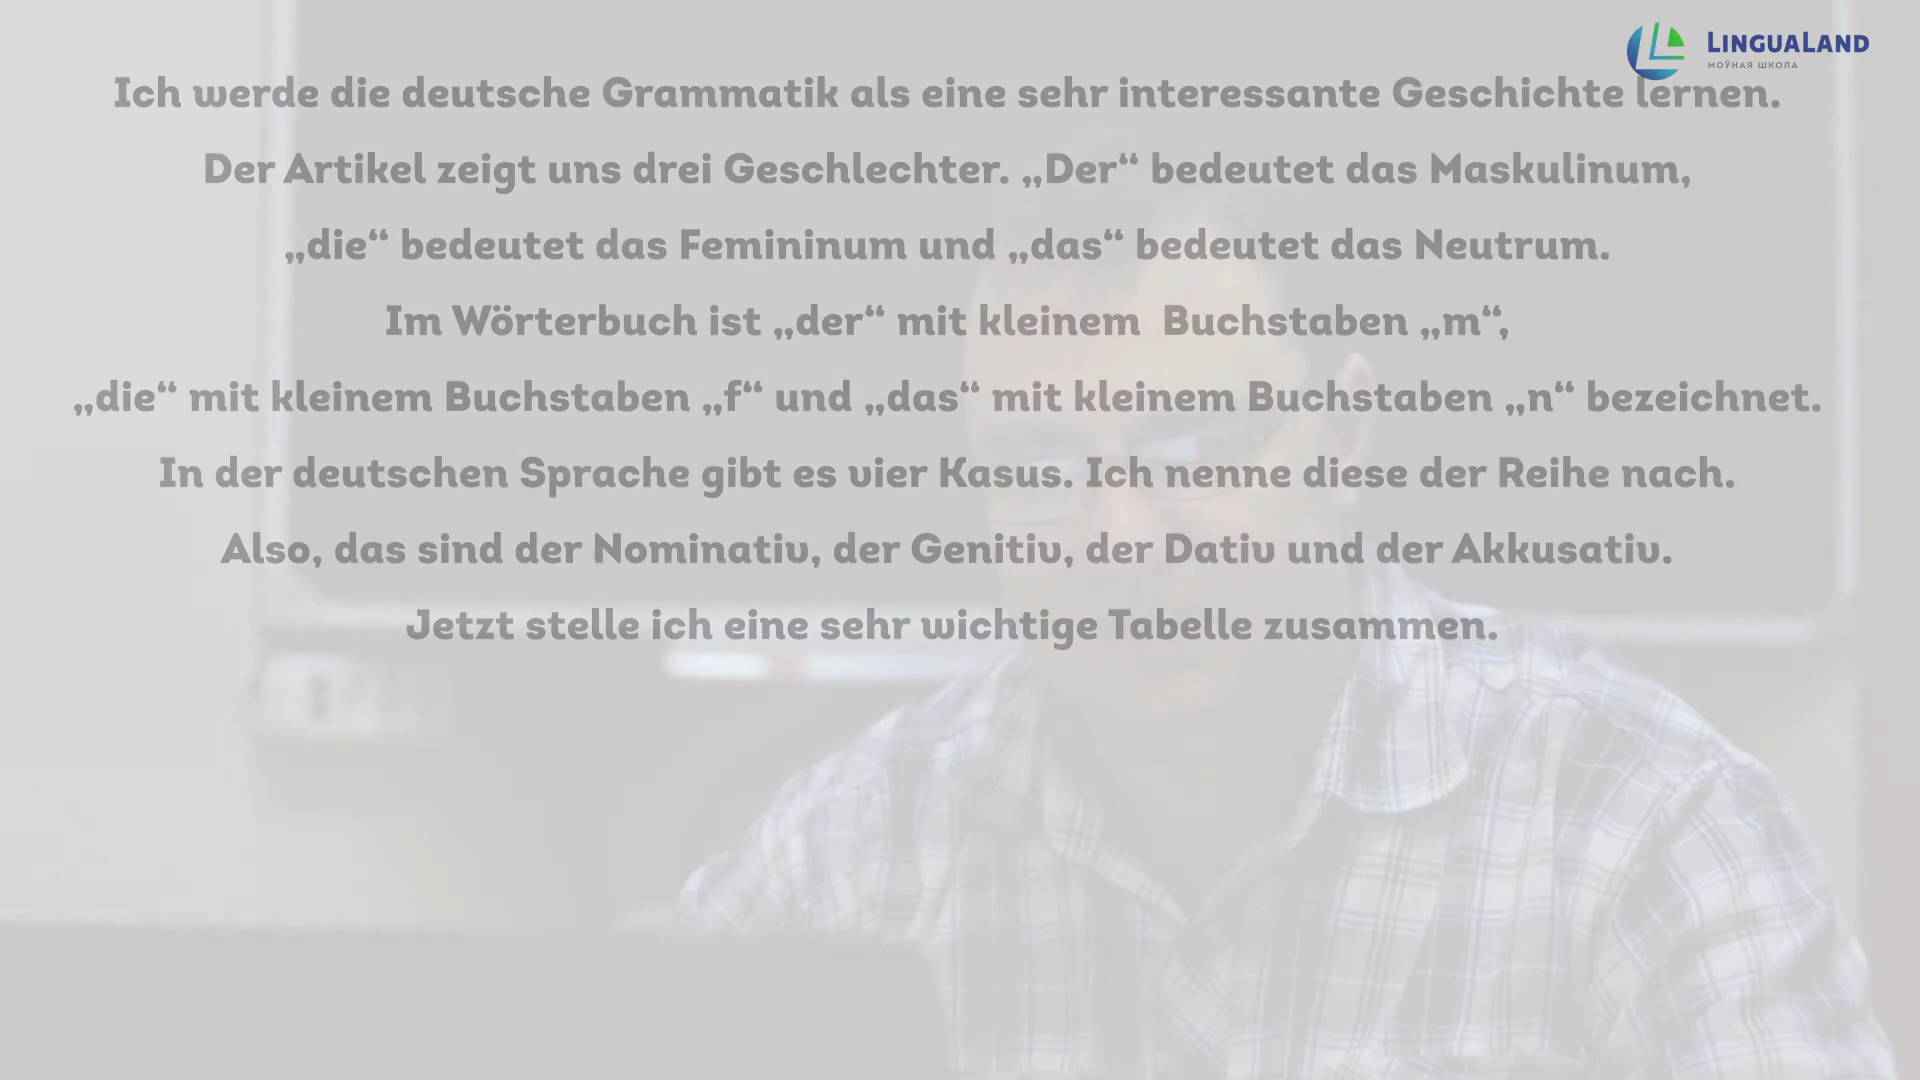 LINGUALAND
МОЎНАЯ ШКОЛА
Ich werde die deutsche Grammatik als eine sehr interessante Geschichte lernen.
Der Artikel zeigt uns drei Geschlechter. „Der“ bedeutet das Maskulinum,
„die“ bedeutet das Femininum und „das“ bedeutet das Neutrum.
Im Wörterbuch ist „der“ mit kleinem Buchstaben „m“,
„die“ mit kleinem Buchstaben „f“ und „das“ mit kleinem Buchstaben „n“ bezeichnet.
In der deutschen Sprache gibt es vier Kasus. Ich nenne diese der Reihe nach.
Also, das sind der Nominativ, der Genitiv, der Dativ und der Akkusativ.
Jetzt stelle ich eine sehr wichtige Tabelle zusammen.